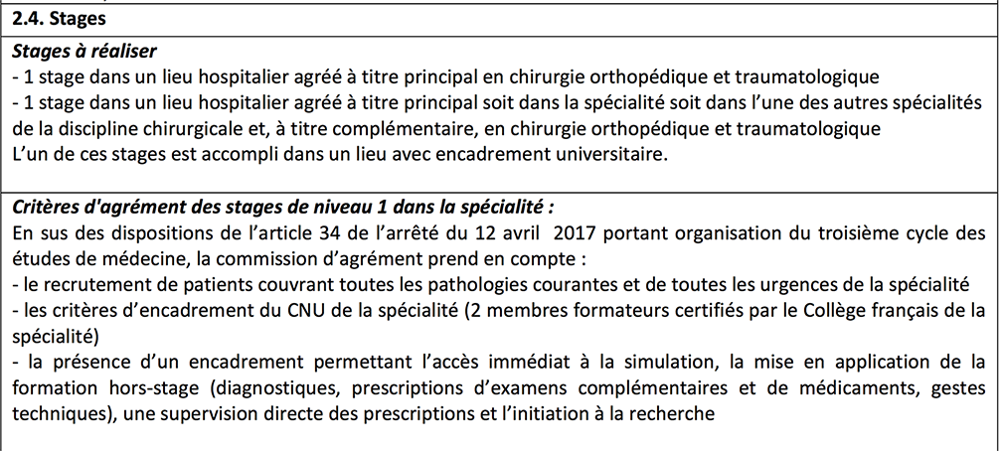 2.4. Stages
Stages à réaliser
- 1 stage dans un lieu hospitalier agréé à titre principal en chirurgie orthopédique et traumatologique
- 1 stage dans un lieu hospitalier agréé à titre principal soit dans la spécialité soit dans l'une des autres spécialités
de la discipline chirurgicale et, à titre complémentaire, en chirurgie orthopédique et traumatologique
L'un de ces stages est accompli dans un lieu avec encadrement universitaire.
Critères d'agrément des stages de niveau 1 dans la spécialité :
En sus des dispositions de l'article 34 de l'arrêté du 12 avril 2017 portant organisation du troisième cycle des
études de médecine, la commission d'agrément prend en compte :
- le recrutement de patients couvrant toutes les pathologies courantes et de toutes les urgences de la spécialité
- les critères d'encadrement du CNU de la spécialité (2 membres formateurs certifiés par le Collège français de la
spécialité)
- la présence d'un encadrement permettant l'accès immédiat à la simulation, la mise en application de la
formation hors-stage (diagnostiques, prescriptions d'examens complémentaires et de médicaments, gestes
techniques), une supervision directe des prescriptions et l'initiation à la recherche